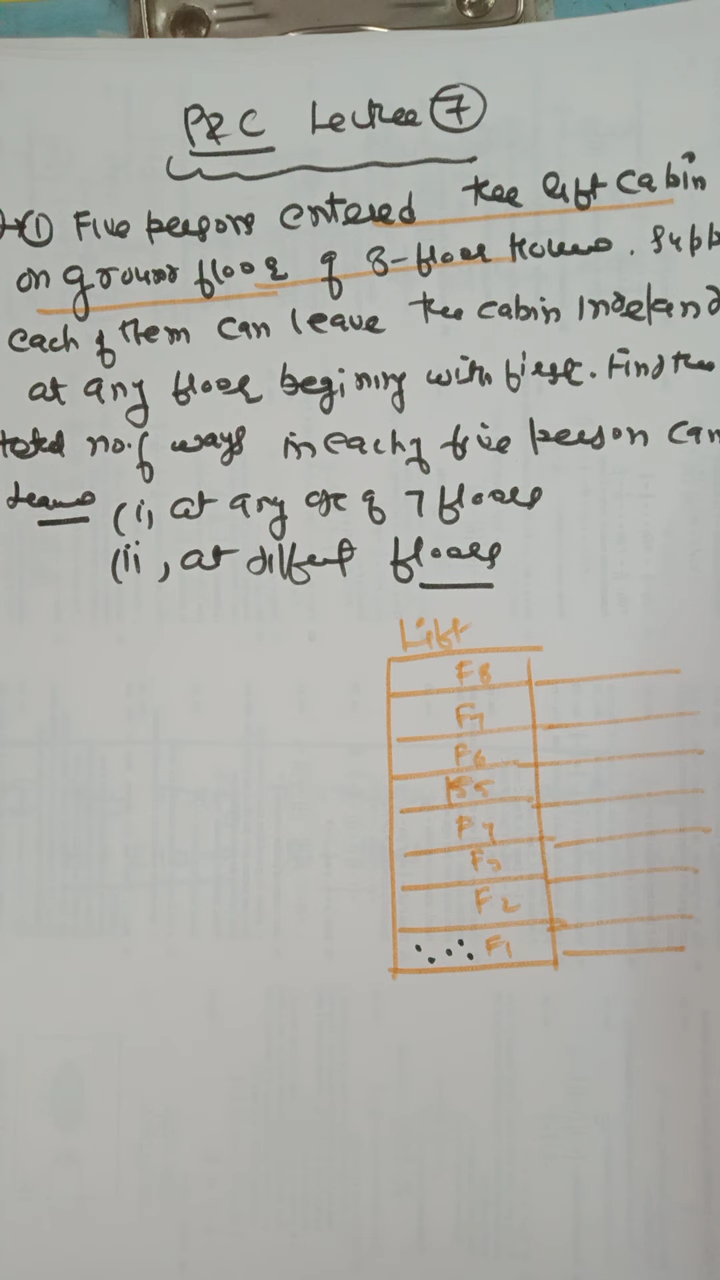 P&C Lecture 7
1 Five persons entered the lift cabin
on ground floor of 8-floor House. Supp
each of them can leave the cabin Independ
at any floor begining with first. Find the
total no. of ways in each of five person can
leave (i) at any one of 7 floors
(ii, at diffent floors
Lift
F8
F7
F6
F5
F4
F3
F2
F1